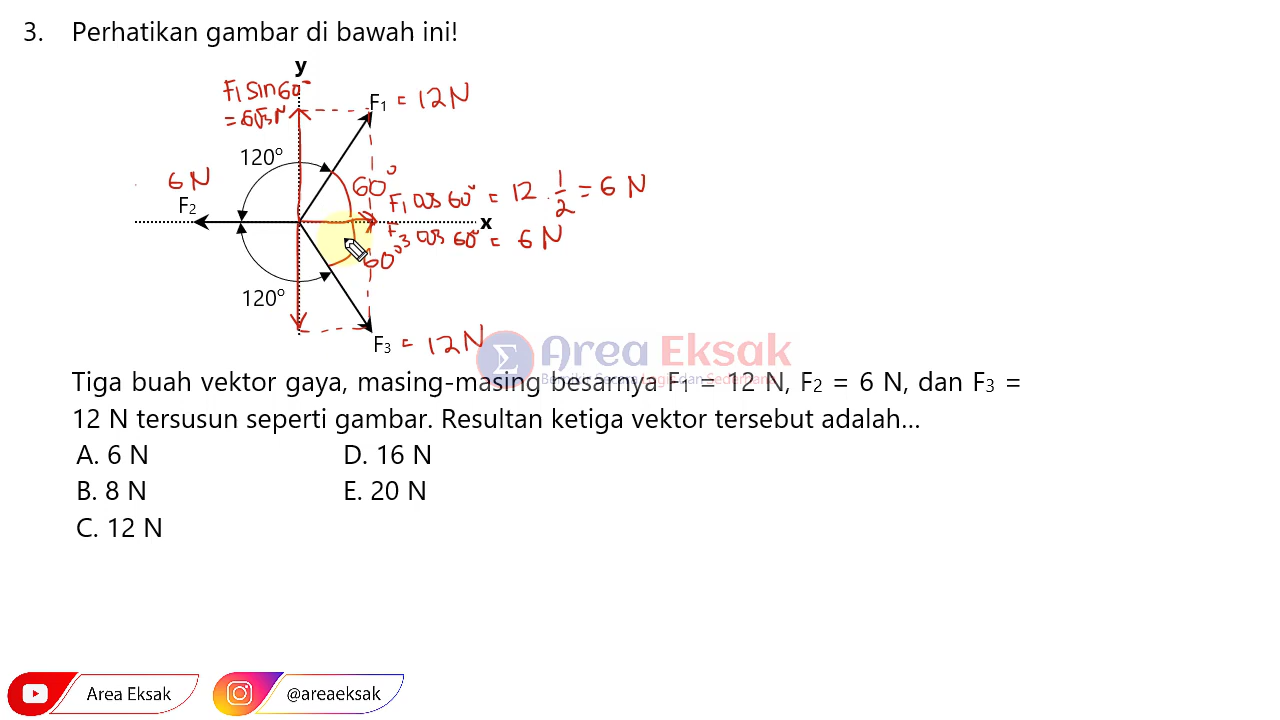 3. Perhatikan gambar di bawah ini!
y
F₁ sin 60°
= 6√3 N
F₁ = 12 N
120°
60°
6 N
F₂
F₁ cos 60° = 12 . 1/2 = 6 N
x
F₃ cos 60° = 6 N
60°
120°
F₃ = 12 N
Σ Area Eksak
Tiga buah vektor gaya, masing-masing besarnya F₁ = 12 N, F₂ = 6 N, dan F₃ =
12 N tersusun seperti gambar. Resultan ketiga vektor tersebut adalah...
A. 6 N D. 16 N
B. 8 N E. 20 N
C. 12 N
Area Eksak @areaeksak